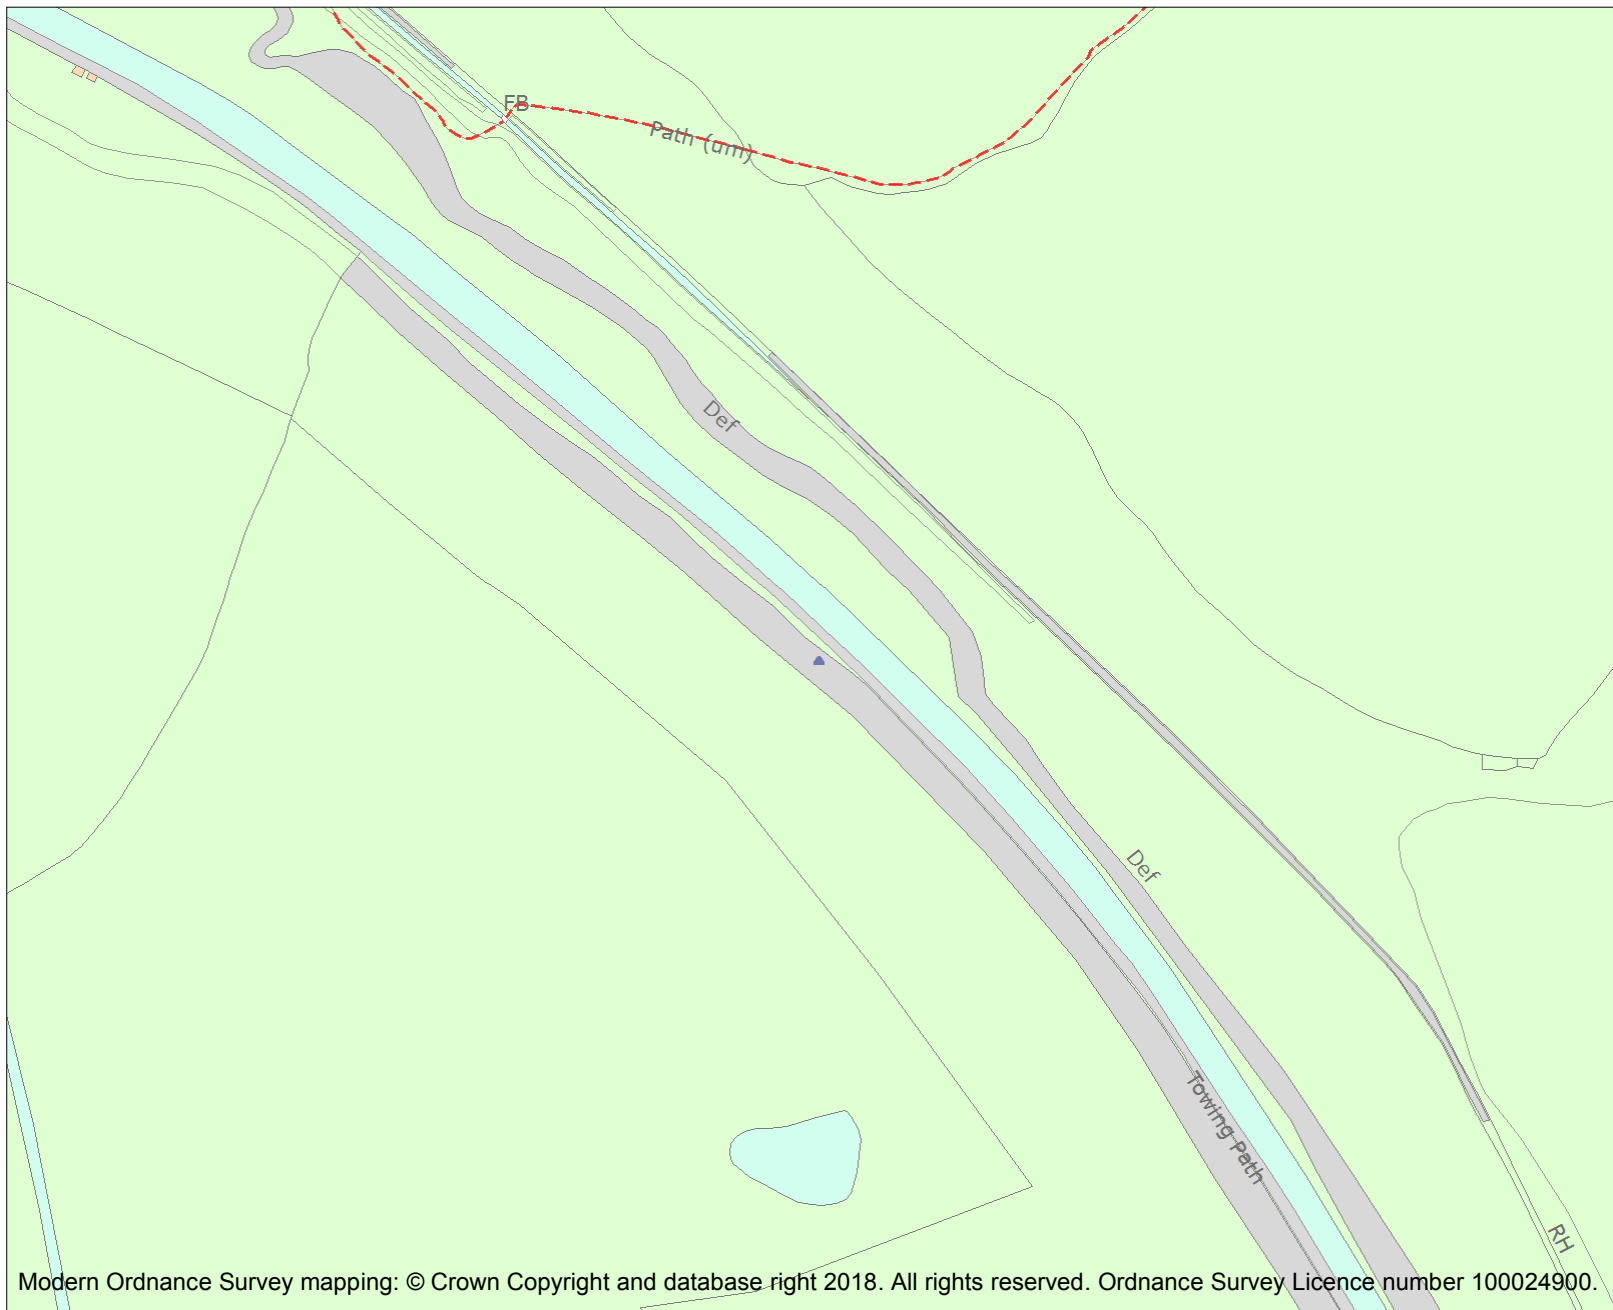 FB
Path (um)
Def
Def
Towing Path
RH
Modern Ordnance Survey mapping: © Crown Copyright and database right 2018. All rights reserved. Ordnance Survey Licence number 100024900.